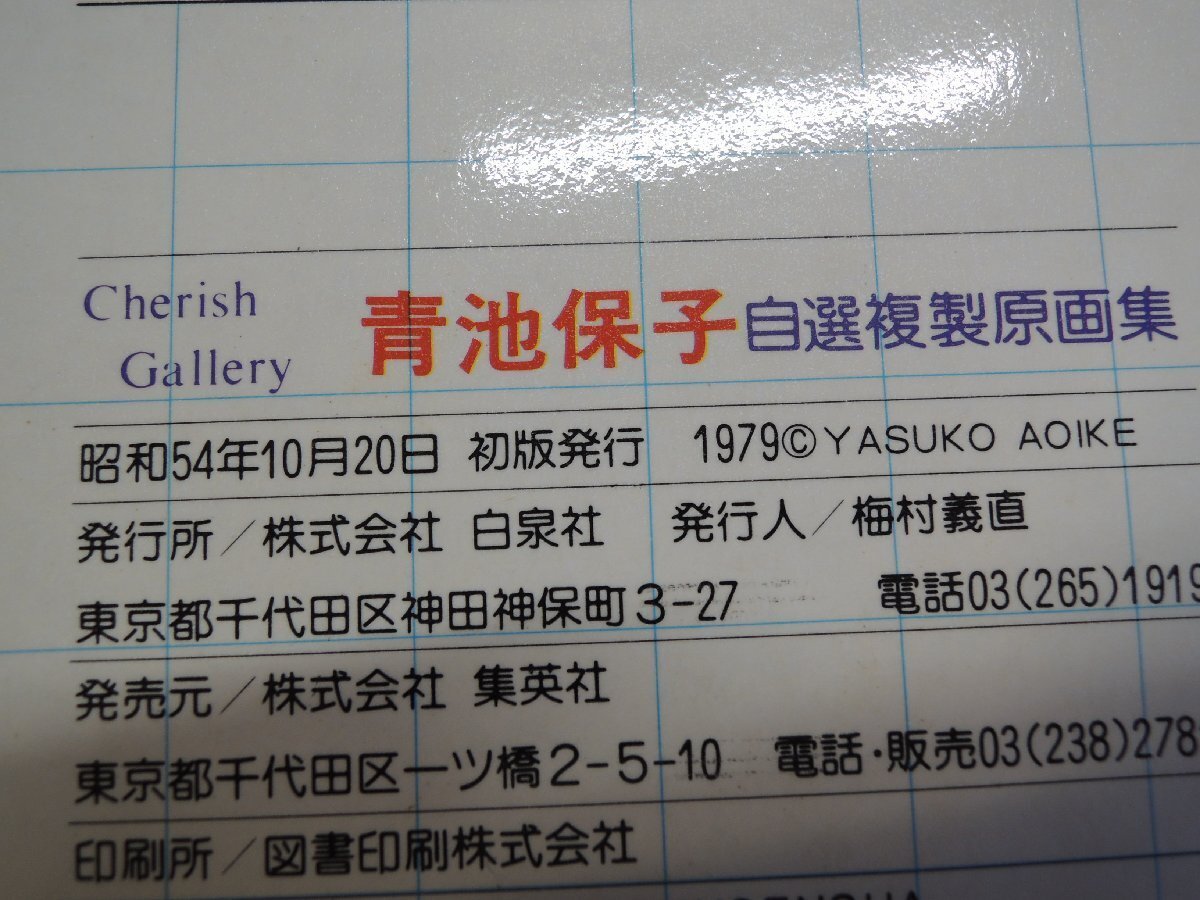 Cherish
Gallery
青池保子自選複製原画集
昭和54年10月20日 初版発行 1979©YASUKO AOIKE
発行所／株式会社 白泉社 発行人／梅村義直
東京都千代田区神田神保町3-27 電話03(265)1919
発売元／株式会社 集英社
東京都千代田区一ツ橋2-5-10 電話・販売03(238)278
印刷所／図書印刷株式会社